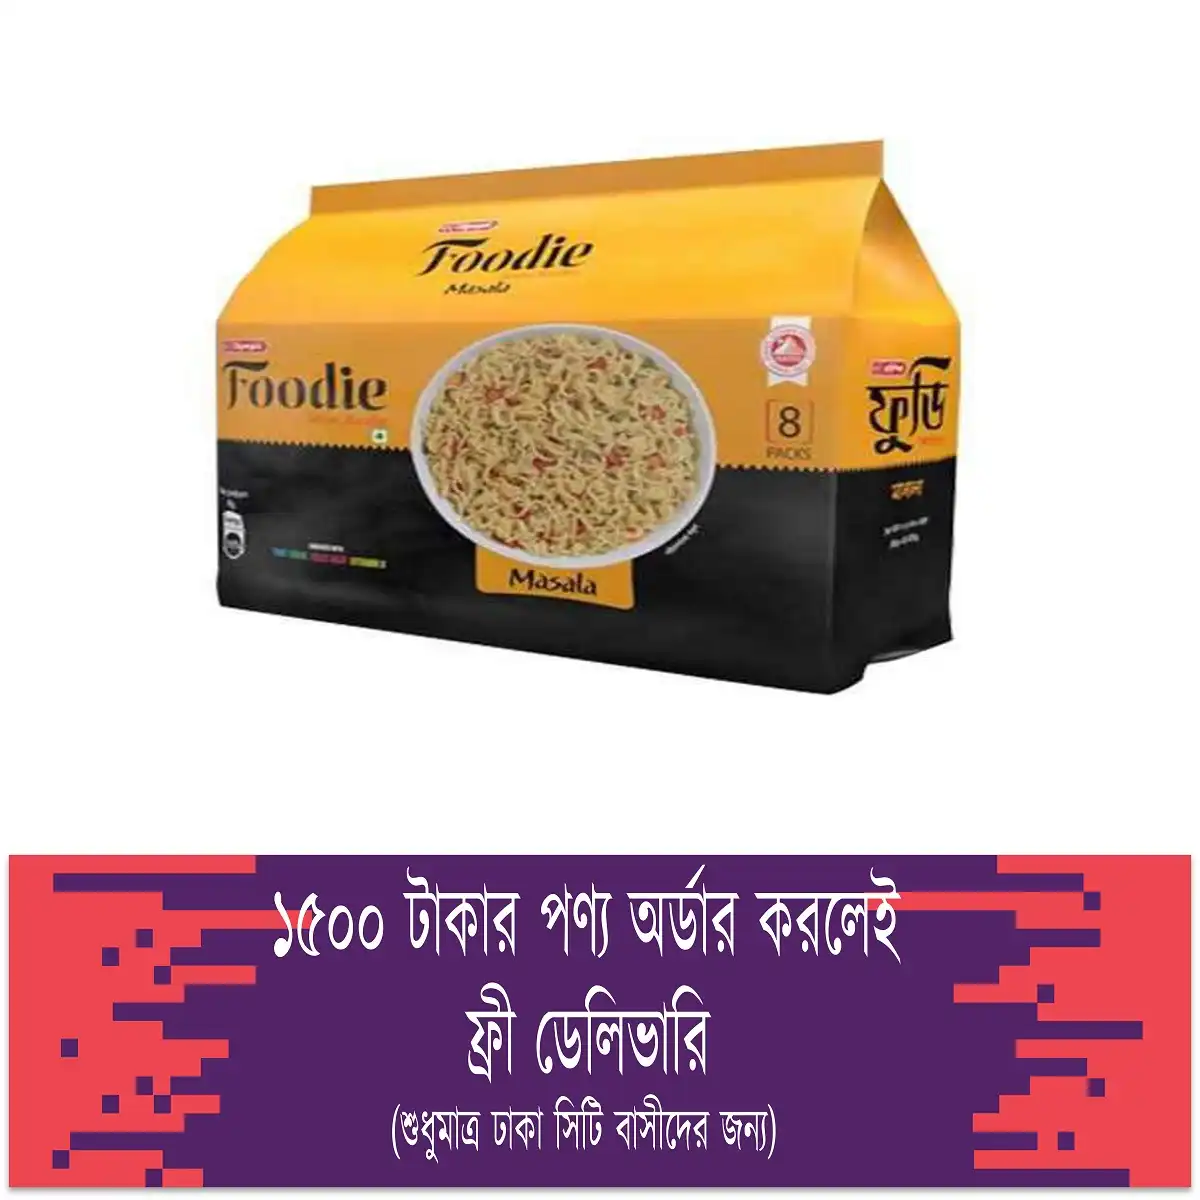 Foodie
Masala
Foodie
8
PACKS
ফুডি
Masala
১৫০০ টাকার পণ্য অর্ডার করলেই
ফ্রী ডেলিভারি
(শুধুমাত্র ঢাকা সিটি বাসীদের জন্য)